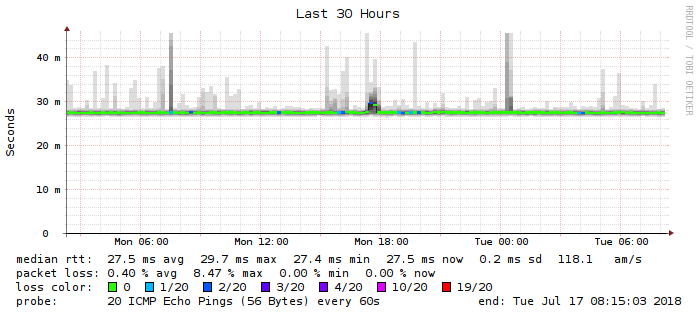 Last 30 Hours
RRDTOOL / TOBI OETIKER
Seconds
40 m
30 m
20 m
10 m
0
Mon 06:00 Mon 12:00 Mon 18:00 Tue 00:00 Tue 06:00
median rtt: 27.5 ms avg 29.7 ms max 27.4 ms min 27.5 ms now 0.2 ms sd 118.1 am/s
packet loss: 0.40 % avg 8.47 % max 0.00 % min 0.00 % now
loss color: 0 1/20 2/20 3/20 4/20 10/20 19/20
probe: 20 ICMP Echo Pings (56 Bytes) every 60s end: Tue Jul 17 08:15:03 2018